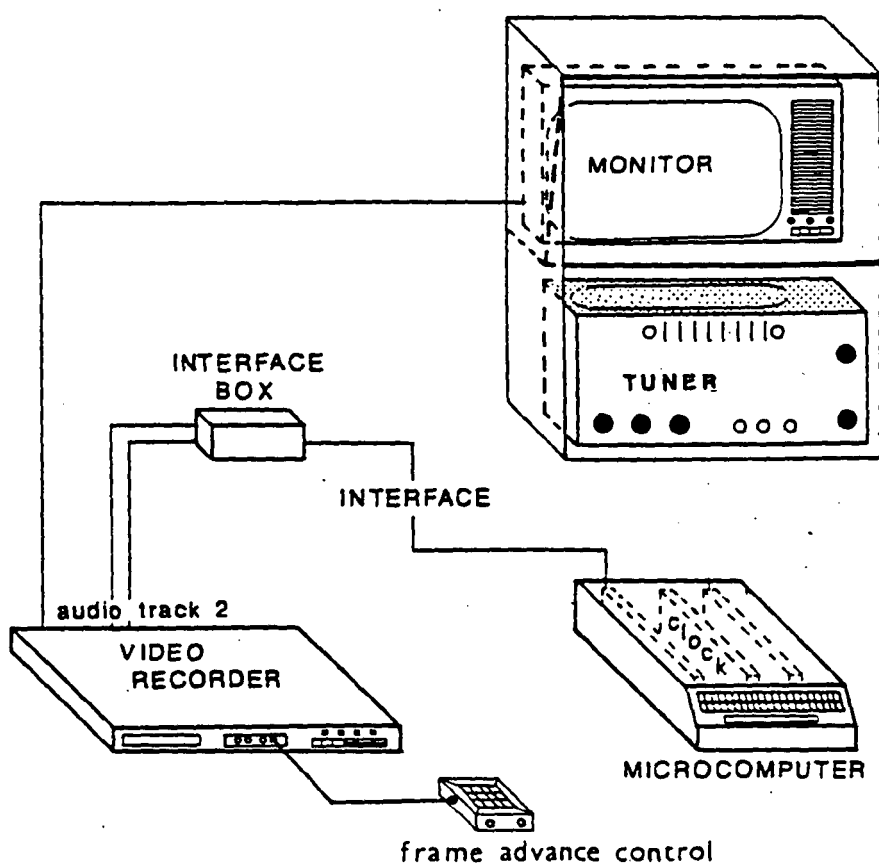 MONITOR
TUNER
INTERFACE
BOX
INTERFACE
audio track 2
VIDEO
RECORDER
clock
MICROCOMPUTER
frame advance control